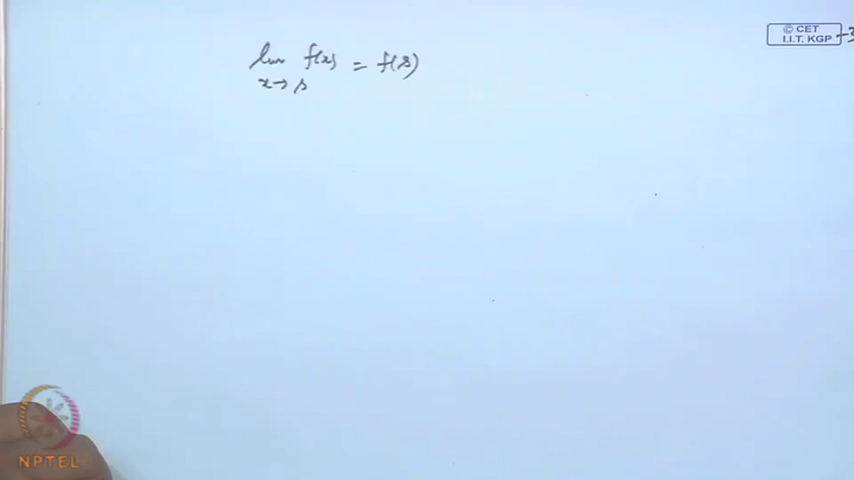 lim f(x) = f(s)
x → s
© CET
I.I.T. KGP
NPTEL